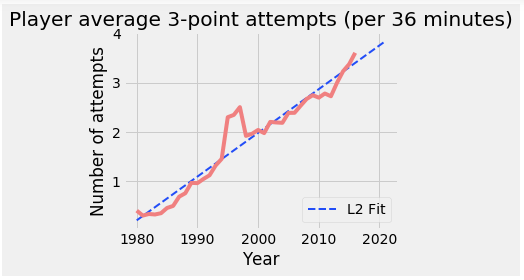 Player average 3-point attempts (per 36 minutes)
4
3
2
1
Number of attempts
L2 Fit
1980 1990 2000 2010 2020
Year